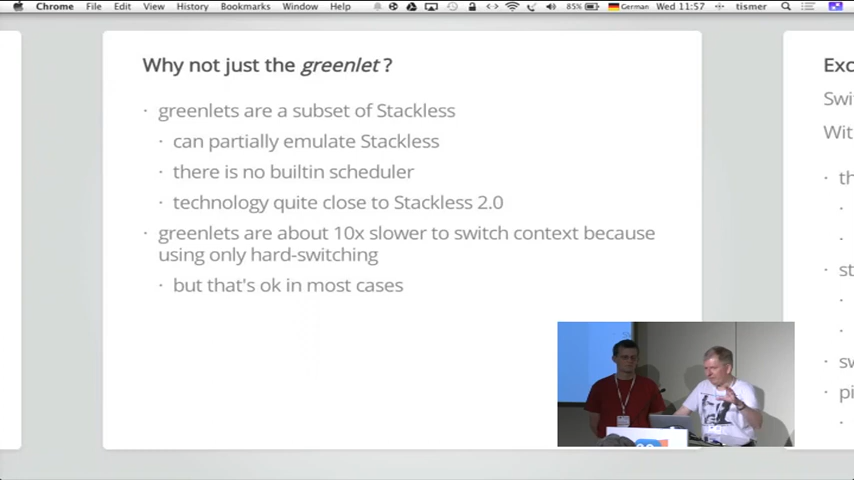 Chrome File Edit View History Bookmarks Window Help 85% German Wed 11:57 tismer
Why not just the greenlet ?
· greenlets are a subset of Stackless
· can partially emulate Stackless
· there is no builtin scheduler
· technology quite close to Stackless 2.0
· greenlets are about 10x slower to switch context because
using only hard-switching
· but that's ok in most cases
Exc
Swi
Wit
· th
· st
· sw
· pi